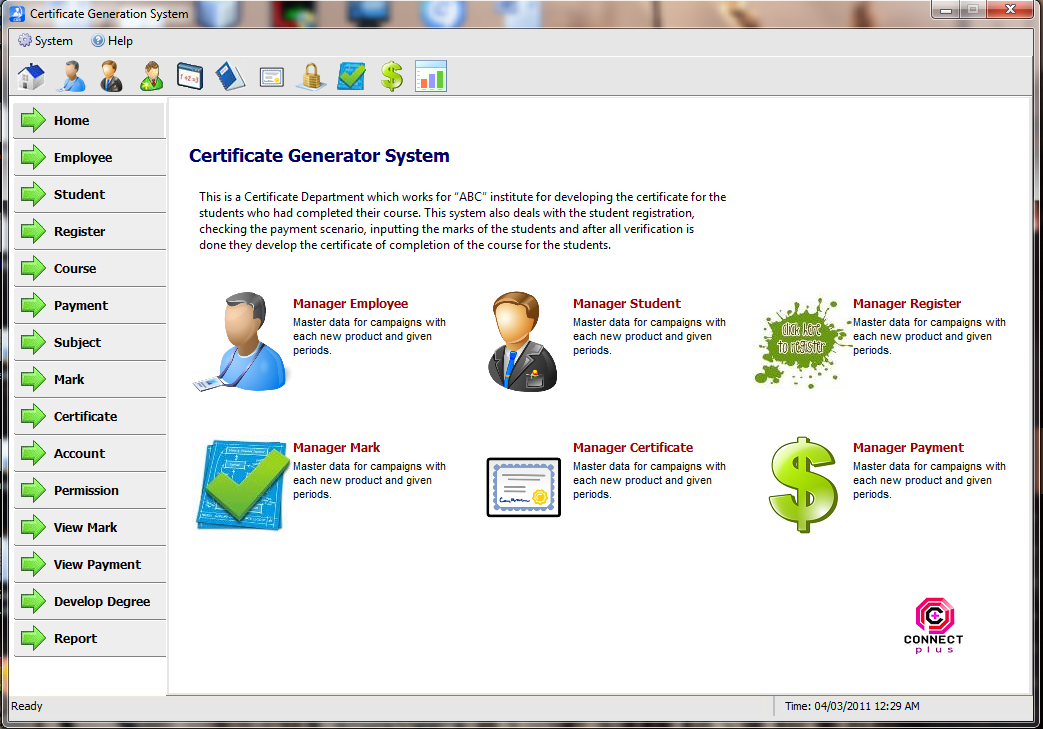 Certificate Generation System
System Help
Home
Employee
Student
Register
Course
Payment
Subject
Mark
Certificate
Account
Permission
View Mark
View Payment
Develop Degree
Report
Certificate Generator System
This is a Certificate Department which works for “ABC” institute for developing the certificate for the
students who had completed their course. This system also deals with the student registration,
checking the payment scenario, inputting the marks of the students and after all verification is
done they develop the certificate of completion of the course for the students.
Manager Employee
Master data for campaigns with
each new product and given
periods.
Manager Student
Master data for campaigns with
each new product and given
periods.
click here
to register
Manager Register
Master data for campaigns with
each new product and given
periods.
Manager Mark
Master data for campaigns with
each new product and given
periods.
Manager Certificate
Master data for campaigns with
each new product and given
periods.
Manager Payment
Master data for campaigns with
each new product and given
periods.
CONNECT
plus
Ready
Time: 04/03/2011 12:29 AM